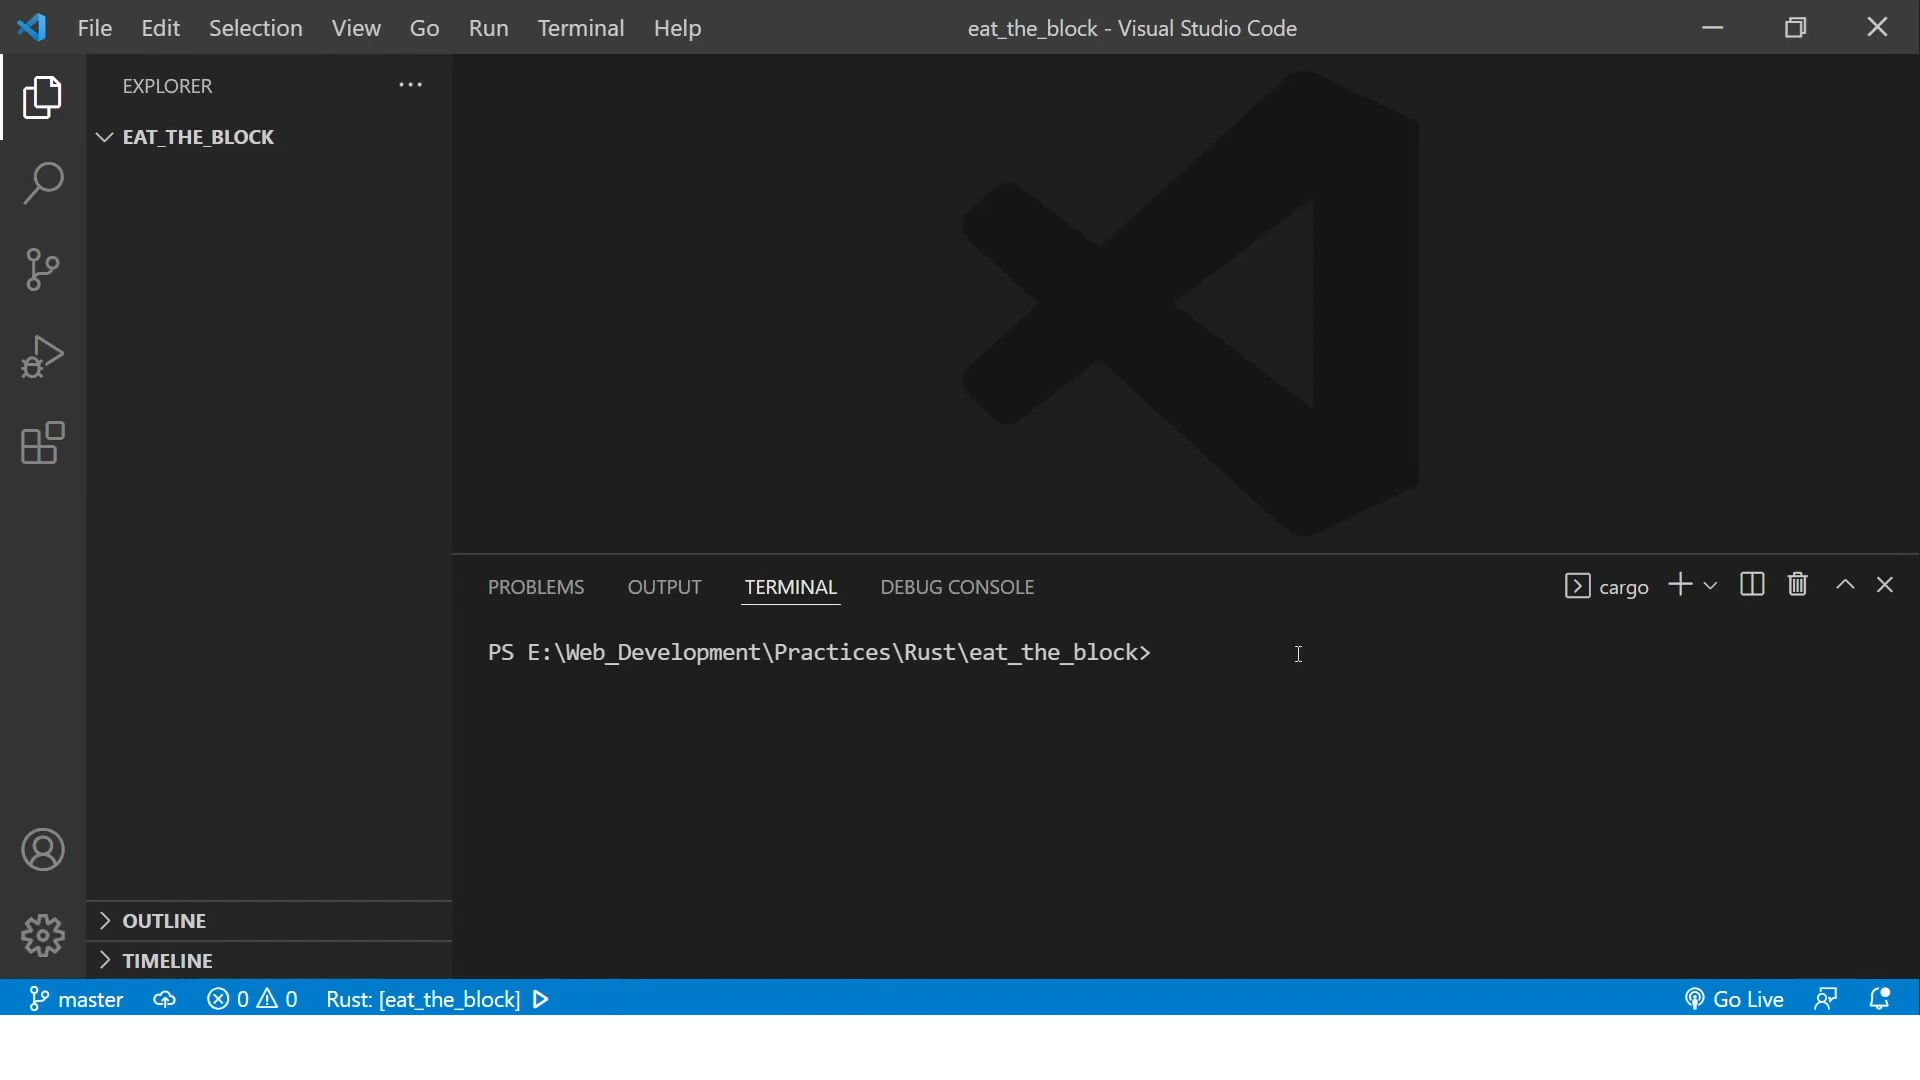 File Edit Selection View Go Run Terminal Help eat_the_block - Visual Studio Code
EXPLORER
EAT_THE_BLOCK
PROBLEMS OUTPUT TERMINAL DEBUG CONSOLE cargo
PS E:\Web_Development\Practices\Rust\eat_the_block>
OUTLINE
TIMELINE
master 0 0 Rust: [eat_the_block] Go Live